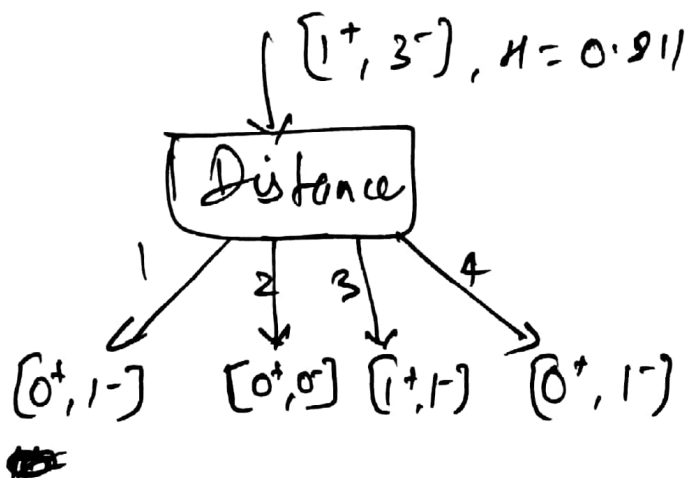 [1⁺, 3⁻], H = 0.811
Distance
1 2 3 4
[0⁺, 1⁻] [0⁺, 0⁻] [1⁺, 1⁻] [0⁺, 1⁻]